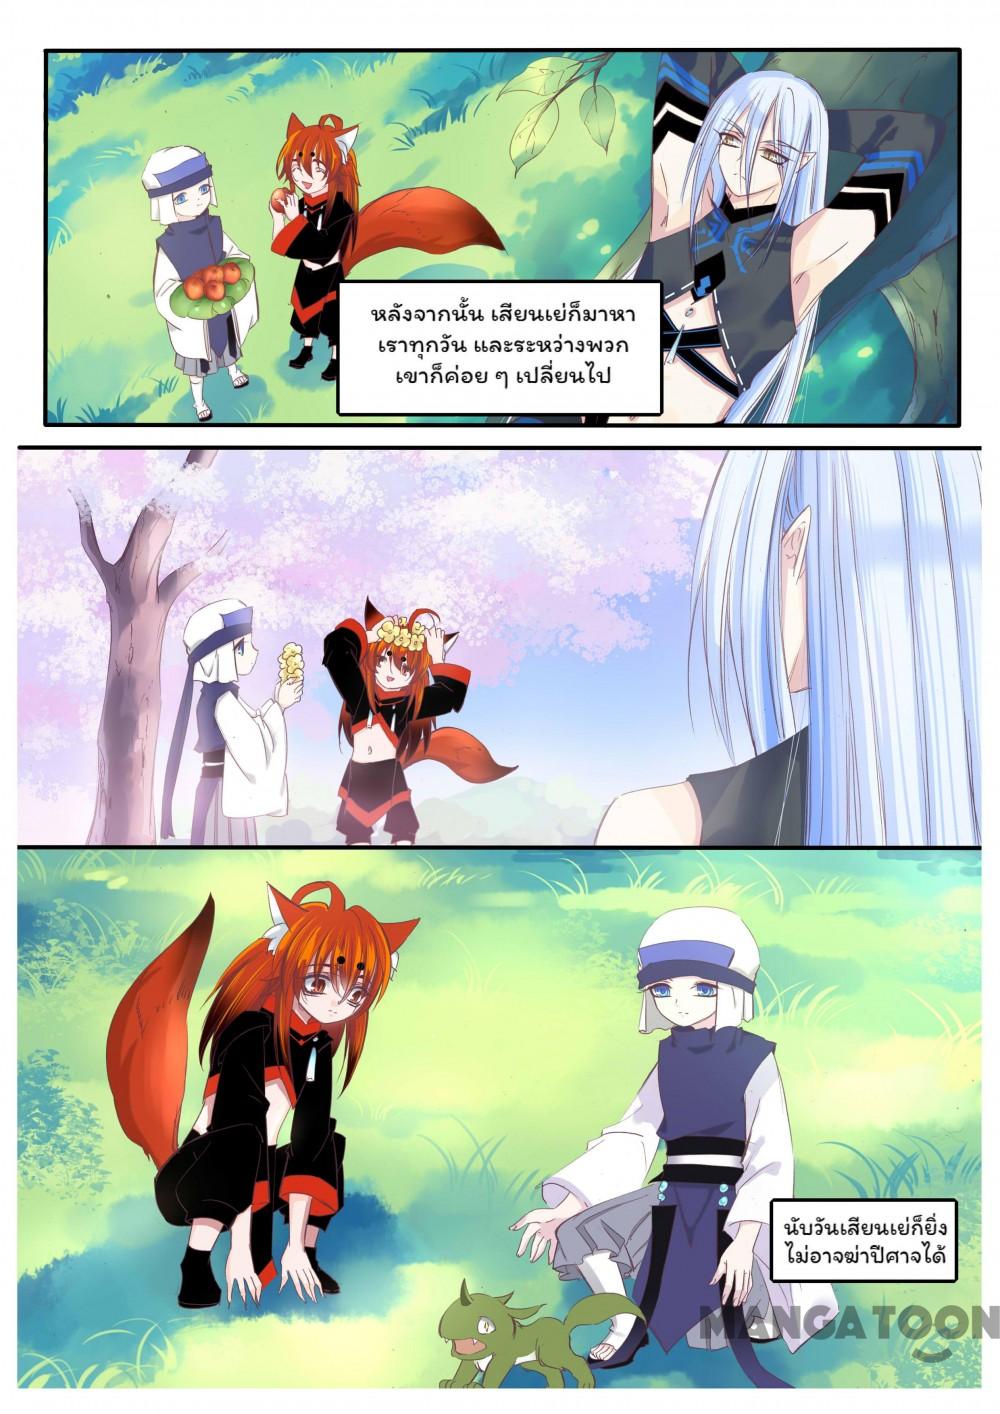 หลังจากนั้น เสียนเย่ก็มาหา
เราทุกวัน และระหว่างพวก
เขาก็ค่อย ๆ เปลี่ยนไป
นับวันเสียนเย่ก็ยิ่ง
ไม่อาจฆ่าปีศาจได้
MANGATOON